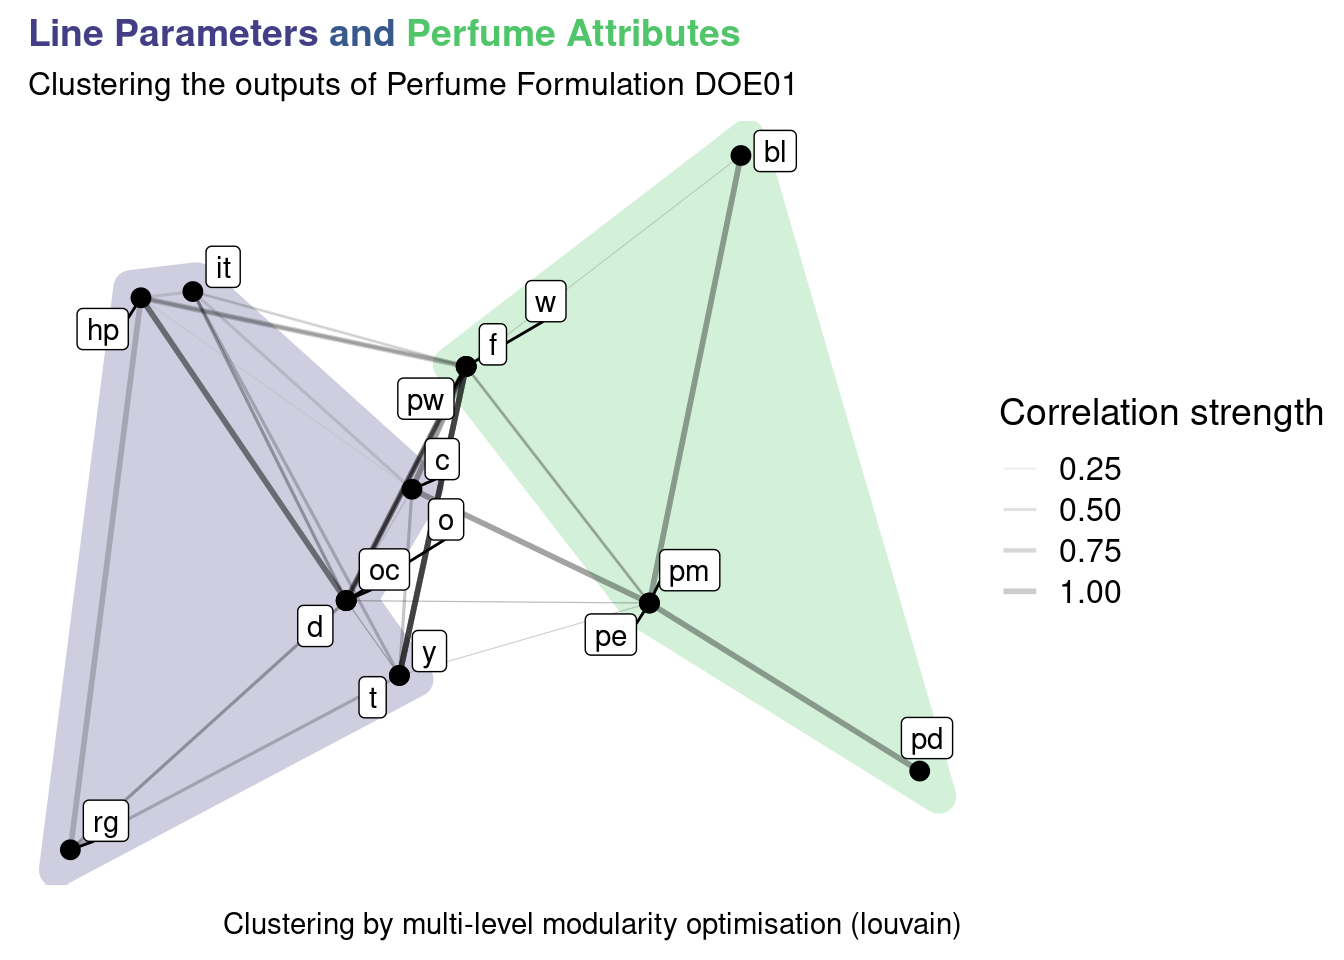 Line Parameters and Perfume Attributes
Clustering the outputs of Perfume Formulation DOE01
bl
it
w
hp
f
pw
c
o
oc
pm
d
pe
y
t
pd
rg
Correlation strength
0.25
0.50
0.75
1.00
Clustering by multi-level modularity optimisation (louvain)